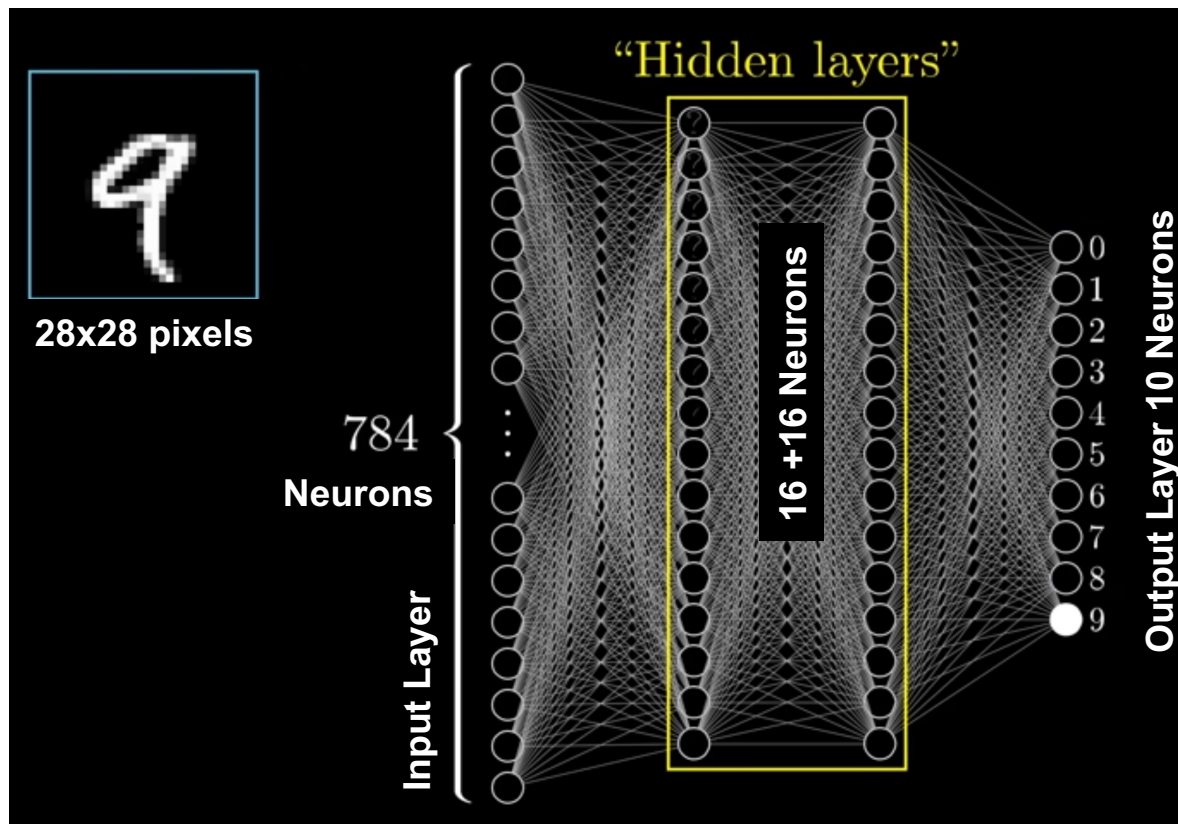 “Hidden layers”
28x28 pixels
784
Neurons
Input Layer
16 +16 Neurons
0
1
2
3
4
5
6
7
8
9
Output Layer 10 Neurons